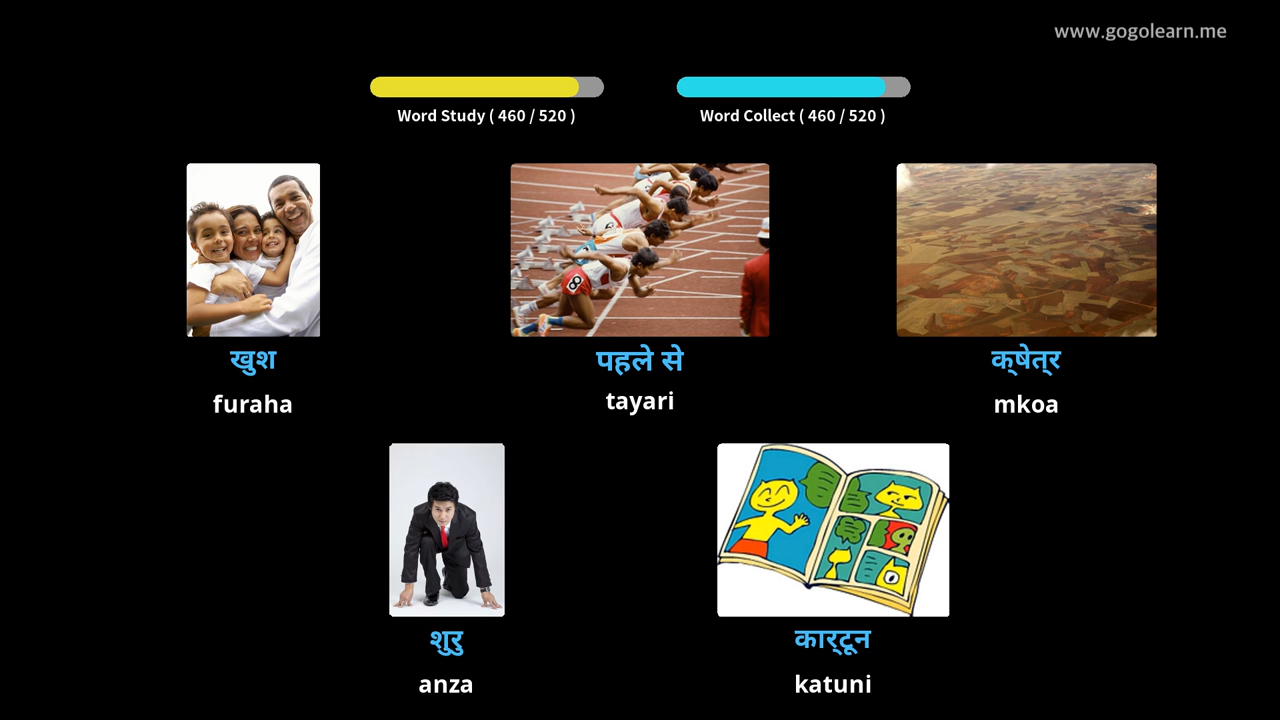 www.gogolearn.me
Word Study ( 460 / 520 )
Word Collect ( 460 / 520 )
खुश
furaha
पहले से
tayari
क्षेत्र
mkoa
शुरु
anza
कार्टून
katuni